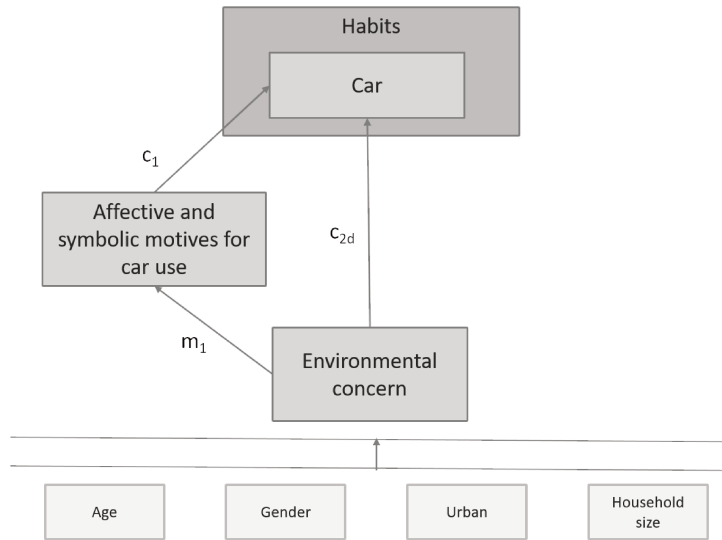 Habits
Car
c1
Affective and
symbolic motives for
car use
c2d
m1
Environmental
concern
Age
Gender
Urban
Household
size